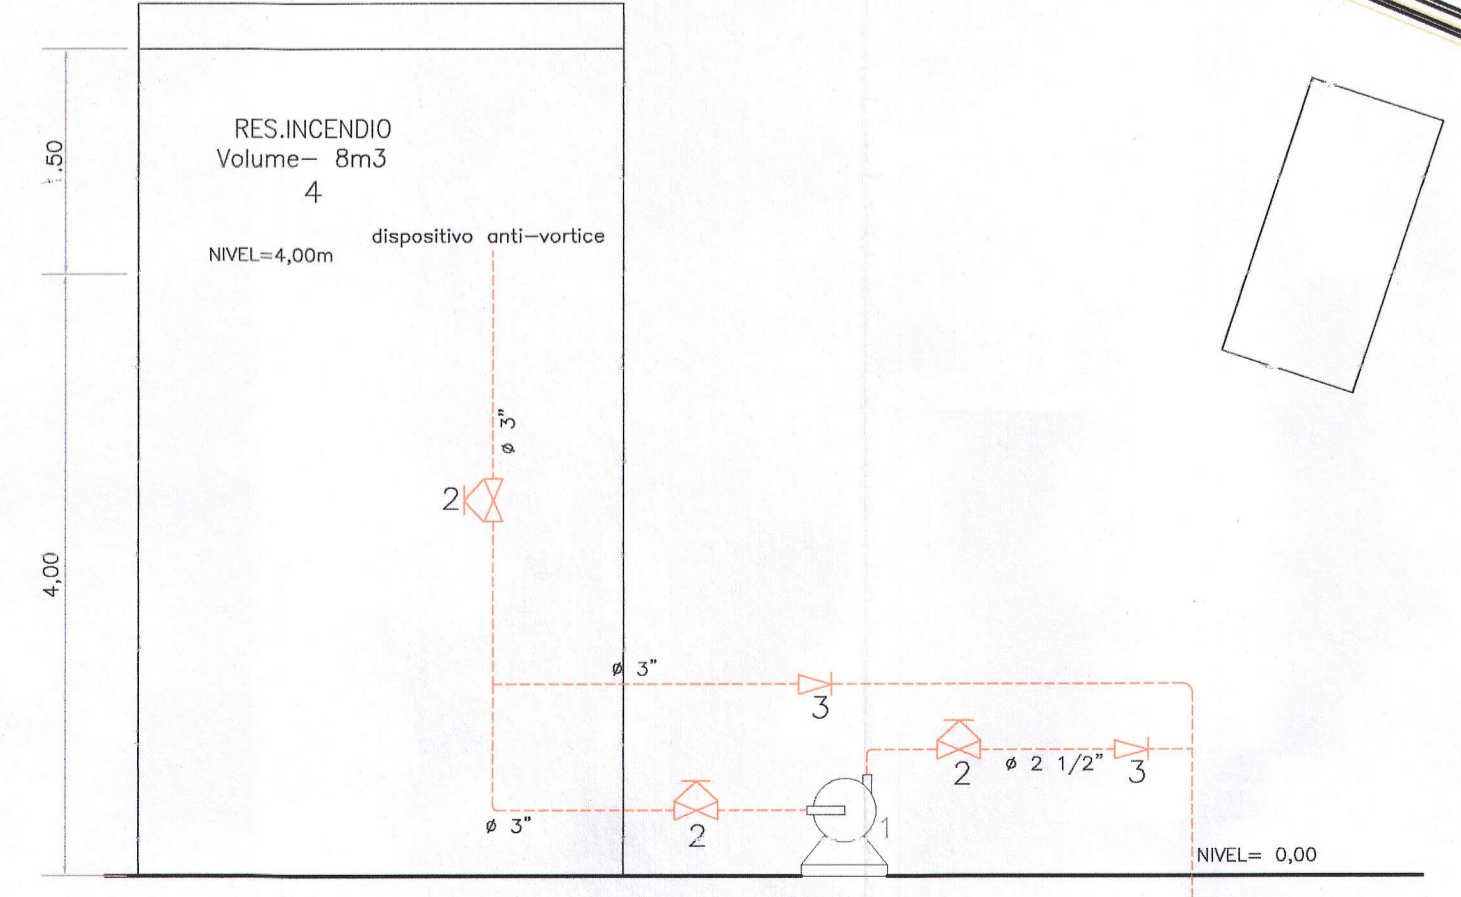 RES.INCENDIO
Volume- 8m3
4
.50
NIVEL=4,00m
dispositivo anti-vortice
ø 3"
2
4,00
ø 3"
3
2
ø 2 1/2"
3
ø 3"
2
1
NIVEL= 0,00